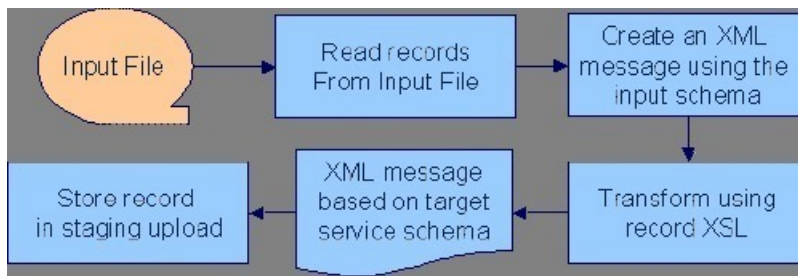 Input File
Read records
From Input File
Create an XML
message using the
input schema
Transform using
record XSL
XML message
based on target
service schema
Store record
in staging upload